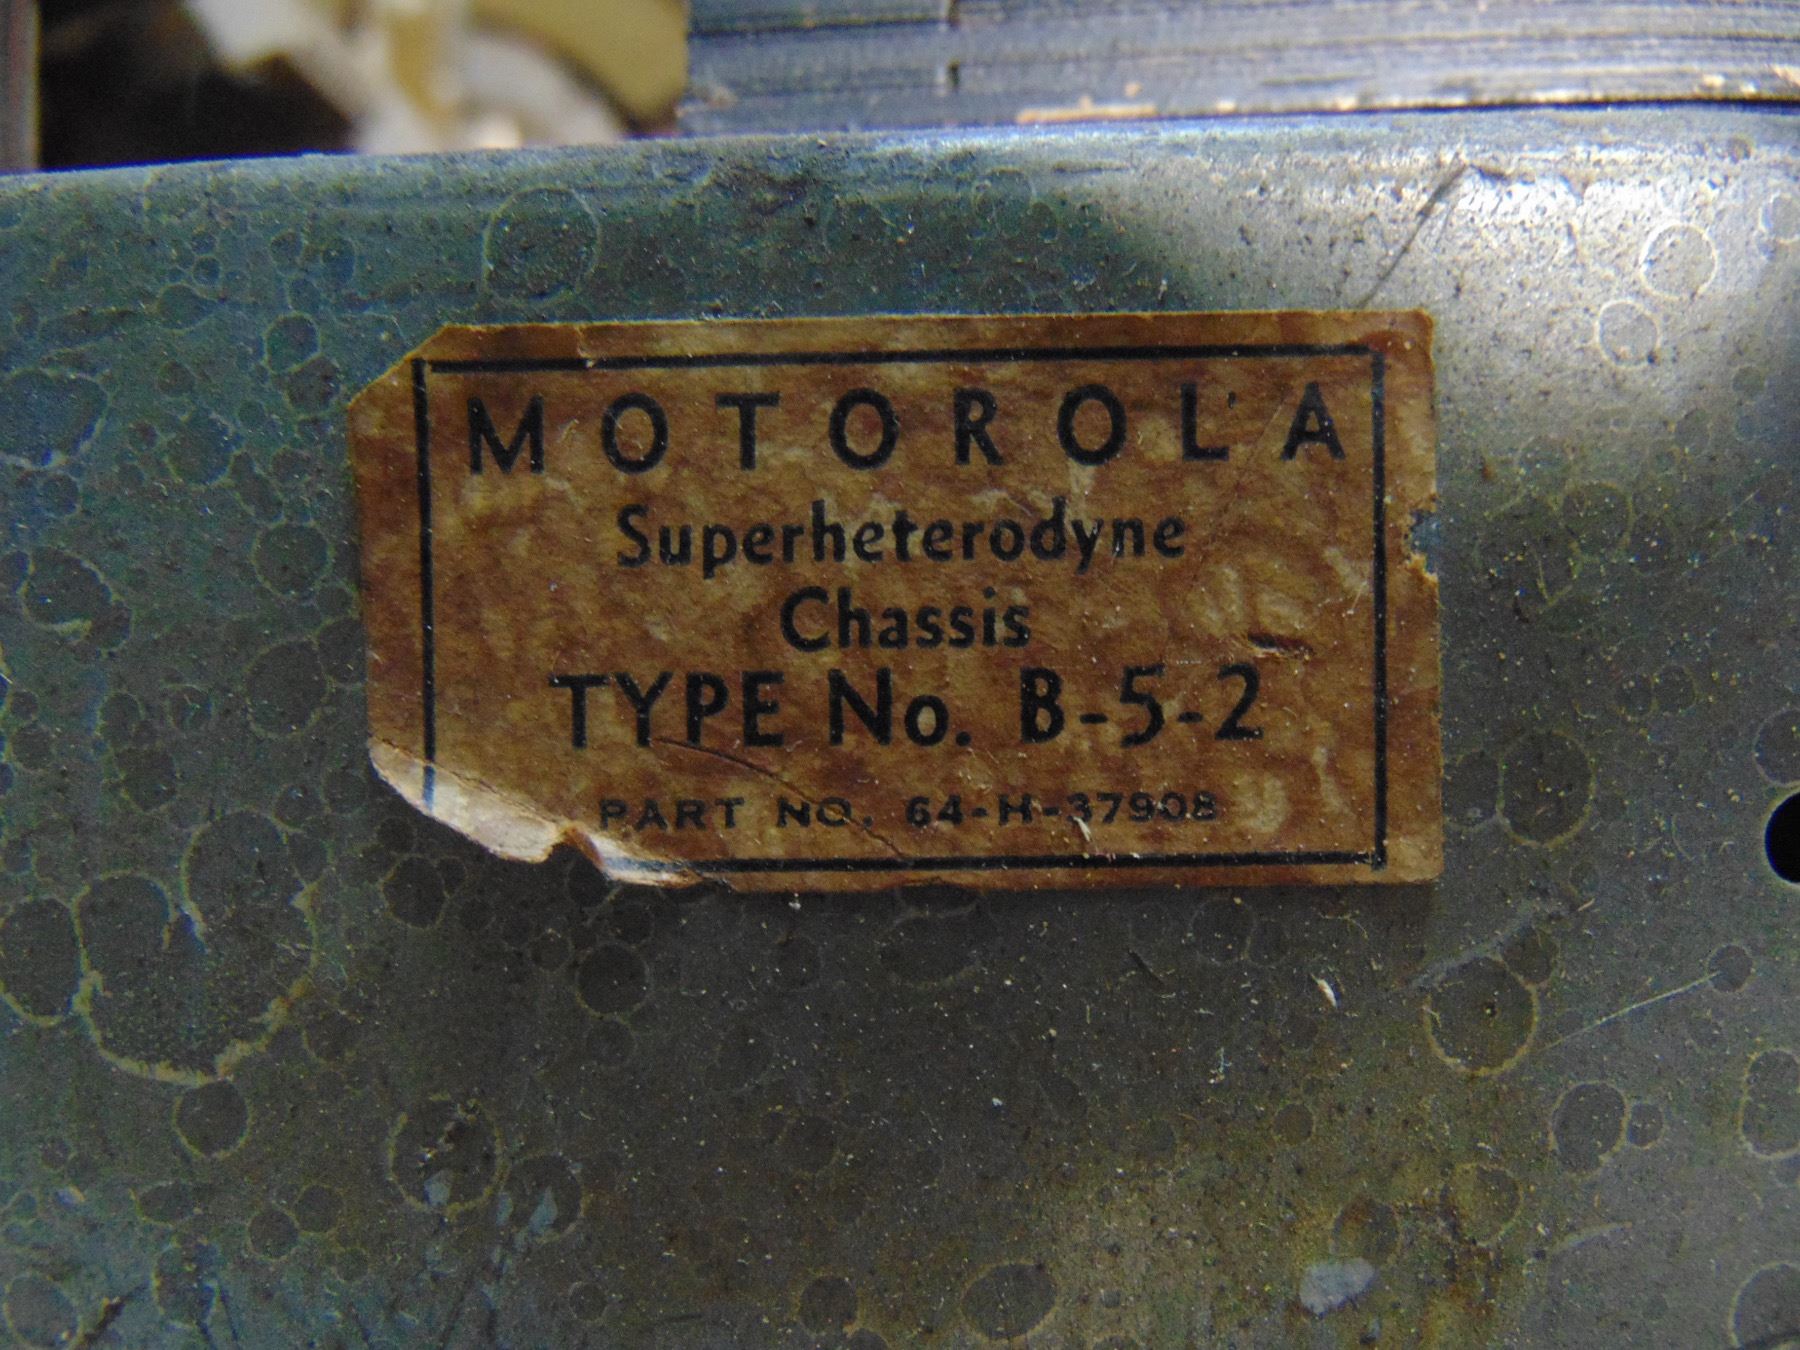 MOTOROLA
Superheterodyne
Chassis
TYPE No. B-5-2
PART NO. 64-H-37908